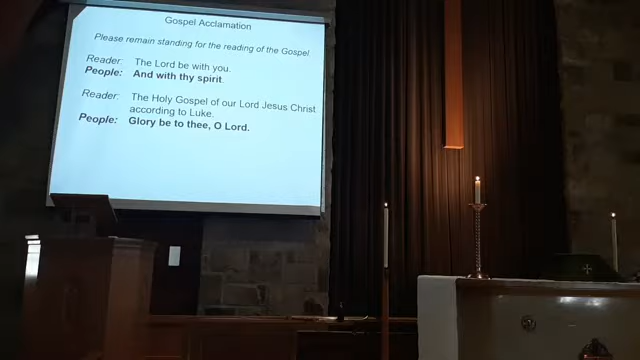 Gospel Acclamation
Please remain standing for the reading of the Gospel
Reader: The Lord be with you.
People: And with thy spirit.
Reader: The Holy Gospel of our Lord Jesus Christ
according to Luke.
People: Glory be to thee, O Lord.